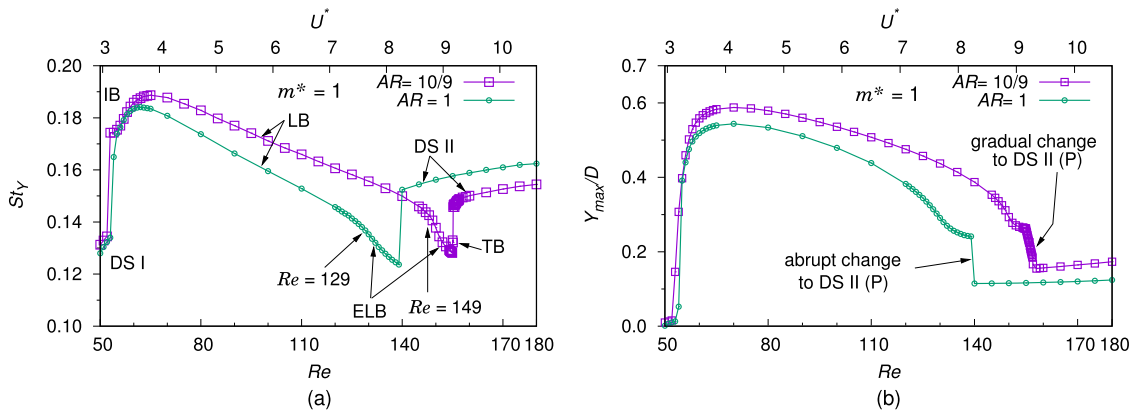 U*
3 4 5 6 7 8 9 10
0.20
0.18
0.16
0.14
0.12
0.10
St_Y
IB
m* = 1
AR= 10/9
AR = 1
LB
DS II
DS I
Re = 129
ELB
Re = 149
TB
50 80 110 140 170 180
Re
(a)
U*
3 4 5 6 7 8 9 10
0.7
0.6
0.4
0.2
0.0
Y_max/D
m* = 1
AR= 10/9
AR= 1
gradual change
to DS II (P)
abrupt change
to DS II (P)
50 80 110 140 170 180
Re
(b)